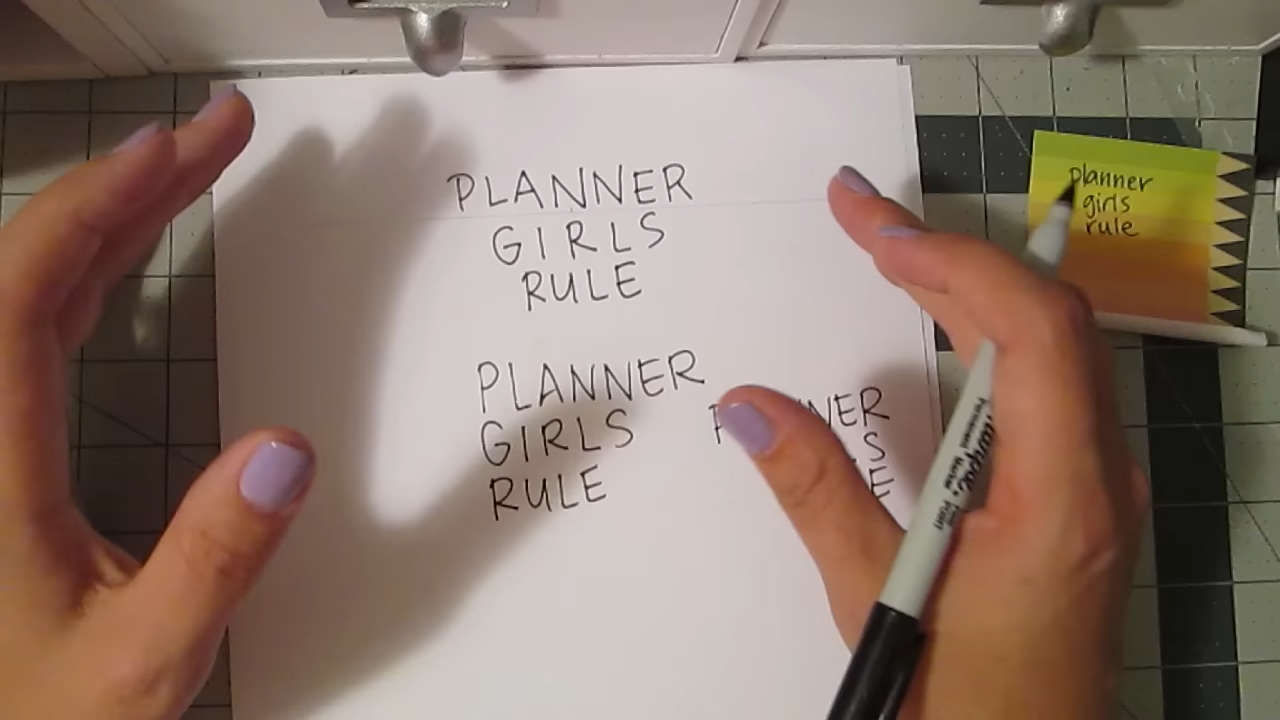 PLANNER
GIRLS
RULE
PLANNER
GIRLS
RULE
planner
girls
rule